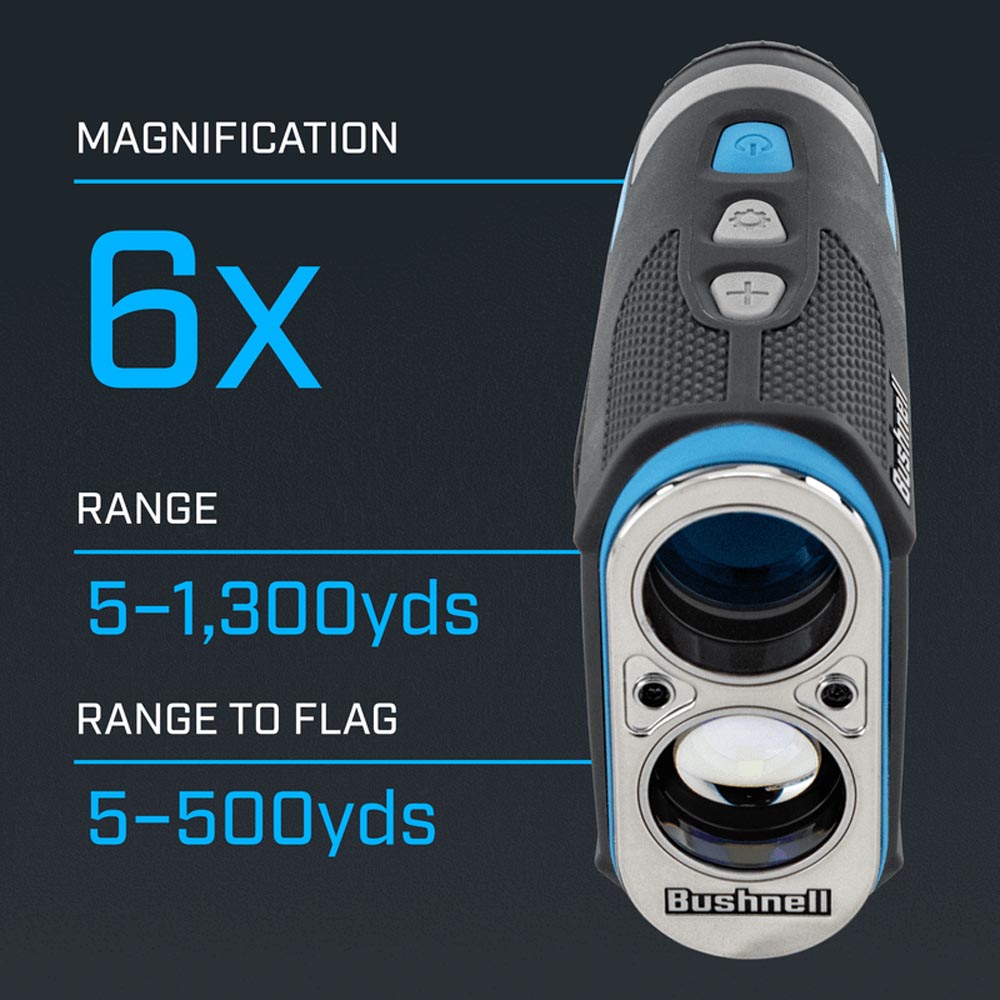 MAGNIFICATION
6x
RANGE
5–1,300yds
RANGE TO FLAG
5–500yds
Bushnell
Bushnell